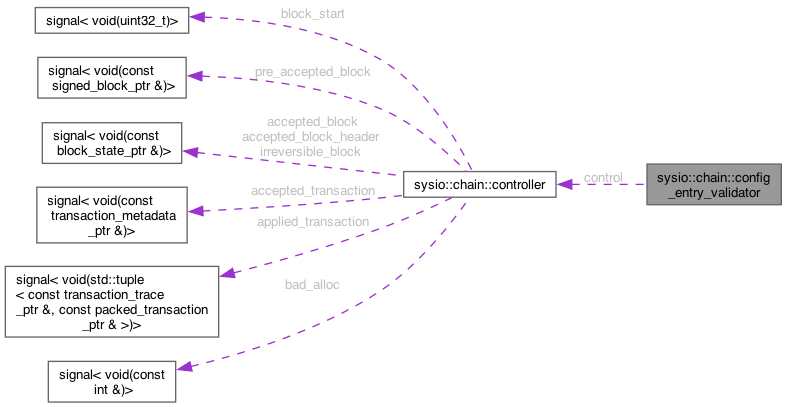 signal< void(uint32_t)>
block_start
signal< void(const
signed_block_ptr &)>
pre_accepted_block
signal< void(const
block_state_ptr &)>
accepted_block
accepted_block_header
irreversible_block
signal< void(const
transaction_metadata
_ptr &)>
accepted_transaction
signal< void(std::tuple
< const transaction_trace
_ptr &, const packed_transaction
_ptr & >)>
applied_transaction
signal< void(const
int &)>
bad_alloc
sysio::chain::controller
control
sysio::chain::config
_entry_validator